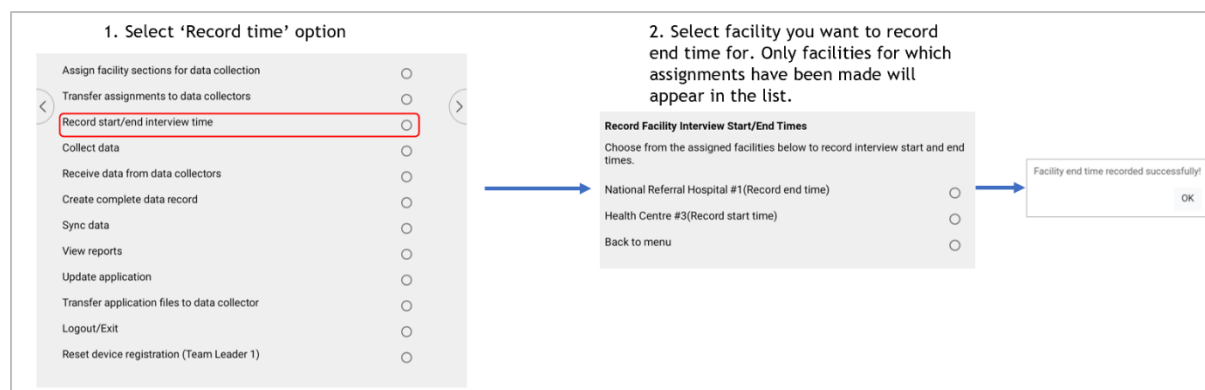 1. Select ‘Record time’ option
Assign facility sections for data collection
Transfer assignments to data collectors
Record start/end interview time
Collect data
Receive data from data collectors
Create complete data record
Sync data
View reports
Update application
Transfer application files to data collector
Logout/Exit
Reset device registration (Team Leader 1)
2. Select facility you want to record
end time for. Only facilities for which
assignments have been made will
appear in the list.
Record Facility Interview Start/End Times
Choose from the assigned facilities below to record interview start and end
times.
National Referral Hospital #1(Record end time)
Health Centre #3(Record start time)
Back to menu
Facility end time recorded successfully!
OK